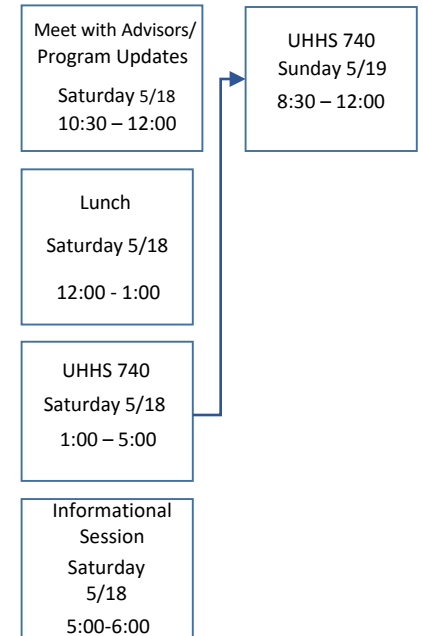 Meet with Advisors/
Program Updates
Saturday 5/18
10:30 – 12:00
Lunch
Saturday 5/18
12:00 - 1:00
UHHS 740
Saturday 5/18
1:00 – 5:00
Informational
Session
Saturday
5/18
5:00-6:00
UHHS 740
Sunday 5/19
8:30 – 12:00